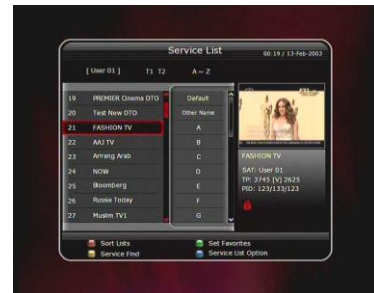 Service List
00:19 / 13-Feb-2003
[ User 01 ] T1 T2 A ~ Z
19 PREMIER Cinema DTO
20 Test New DTO
21 FASHION TV
22 AAJ TV
23 Arirang Arab
24 NOW
25 Bloomberg
26 Russia Today
27 Muslim TV1
Default
Other Name
A
B
C
D
E
F
G
FASHION TV
SAT: User 01
TP: 3745 [V] 2625
PID: 123/133/123
Sort Lists
Set Favorites
Service Find
Service List Option